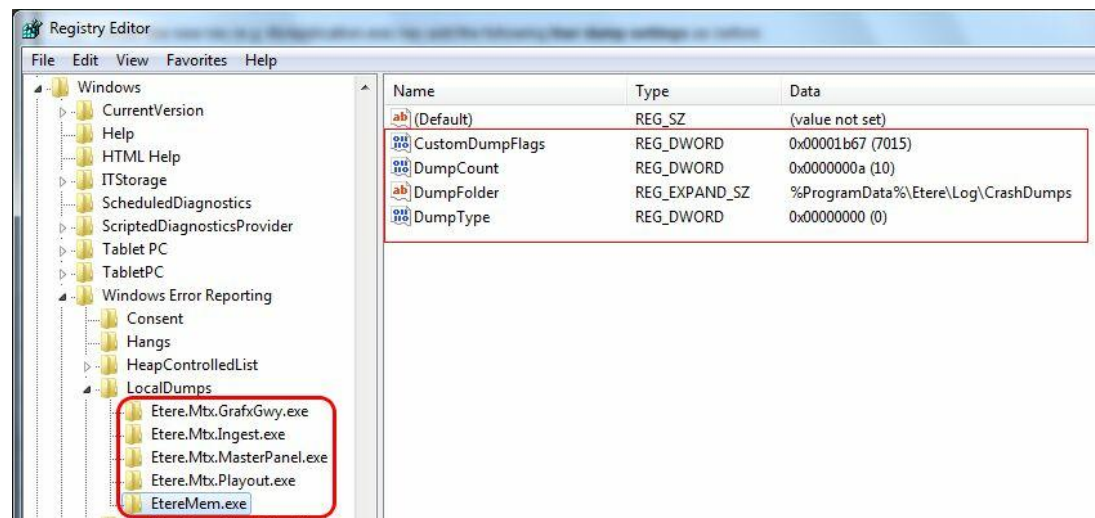 Registry Editor
File Edit View Favorites Help
Windows
CurrentVersion
Help
HTML Help
ITStorage
ScheduledDiagnostics
ScriptedDiagnosticsProvider
Tablet PC
TabletPC
Windows Error Reporting
Consent
Hangs
HeapControlledList
LocalDumps
Etere.Mtx.GrafxGwy.exe
Etere.Mtx.Ingest.exe
Etere.Mtx.MasterPanel.exe
Etere.Mtx.Playout.exe
EtereMem.exe
Name Type Data
(Default) REG_SZ (value not set)
CustomDumpFlags REG_DWORD 0x00001b67 (7015)
DumpCount REG_DWORD 0x0000000a (10)
DumpFolder REG_EXPAND_SZ %ProgramData%\Etere\Log\CrashDumps
DumpType REG_DWORD 0x00000000 (0)